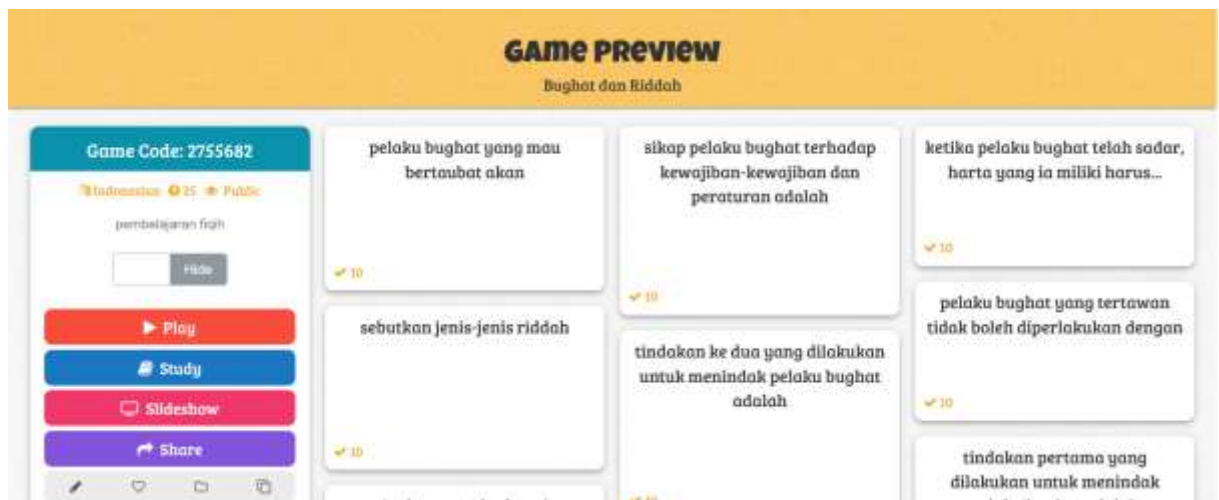 GAME PREVIEW
Bughat dan Riddah
Game Code: 2755682
Indonesian 25 Public
pembelajaran fiqih
Hide
Play
Study
Slideshow
Share
pelaku bughat yang mau
bertaubat akan
10
sebutkan jenis-jenis riddah
10
sikap pelaku bughat terhadap
kewajiban-kewajiban dan
peraturan adalah
10
tindakan ke dua yang dilakukan
untuk menindak pelaku bughat
adalah
ketika pelaku bughat telah sadar,
harta yang ia miliki harus...
10
pelaku bughat yang tertawan
tidak boleh diperlakukan dengan
10
tindakan pertama yang
dilakukan untuk menindak